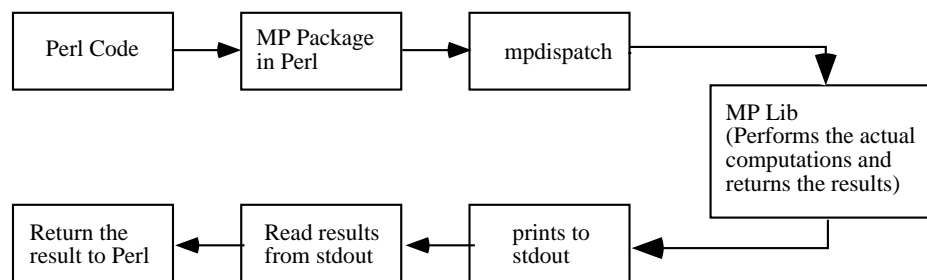 Perl Code
MP Package
in Perl
mpdispatch
MP Lib
(Performs the actual
computations and
returns the results)
prints to
stdout
Read results
from stdout
Return the
result to Perl